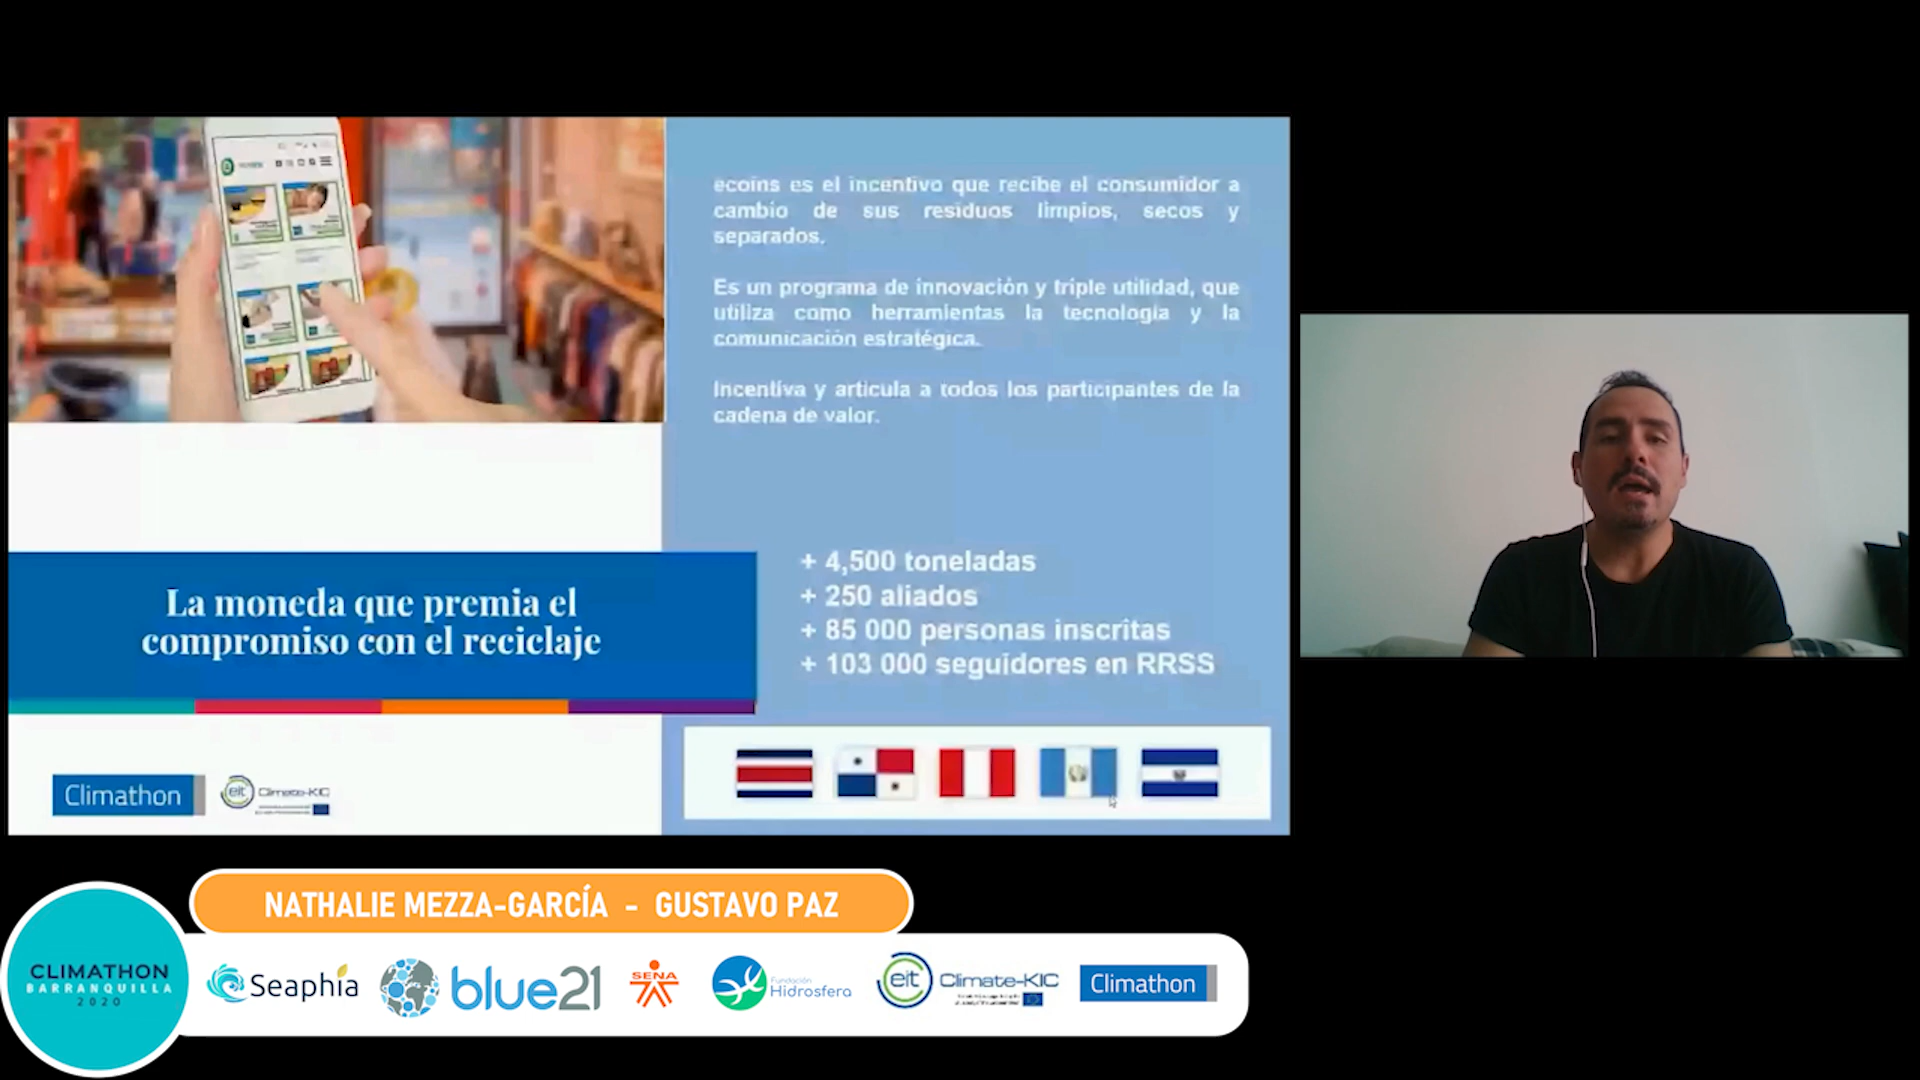 ecoins es el incentivo que recibe el consumidor a
cambio de sus residuos limpios, secos y
separados.
Es un programa de innovación y triple utilidad, que
utiliza como herramientas la tecnologia y la
comunicación estratégica.
Incentiva y articula a todos los participantes de la
cadena de valor.
La moneda que premia el
compromiso con el reciclaje
+ 4,500 toneladas
+ 250 aliados
+ 85 000 personas inscritas
+ 103 000 seguidores en RRSS
Climathon
eit Climate-KIC
NATHALIE MEZZA-GARCÍA - GUSTAVO PAZ
CLIMATHON
BARRANQUILLA
2020
Seaphia
blue21
SENA
Fundación
Hidrosfera
eit Climate-KIC
Climathon